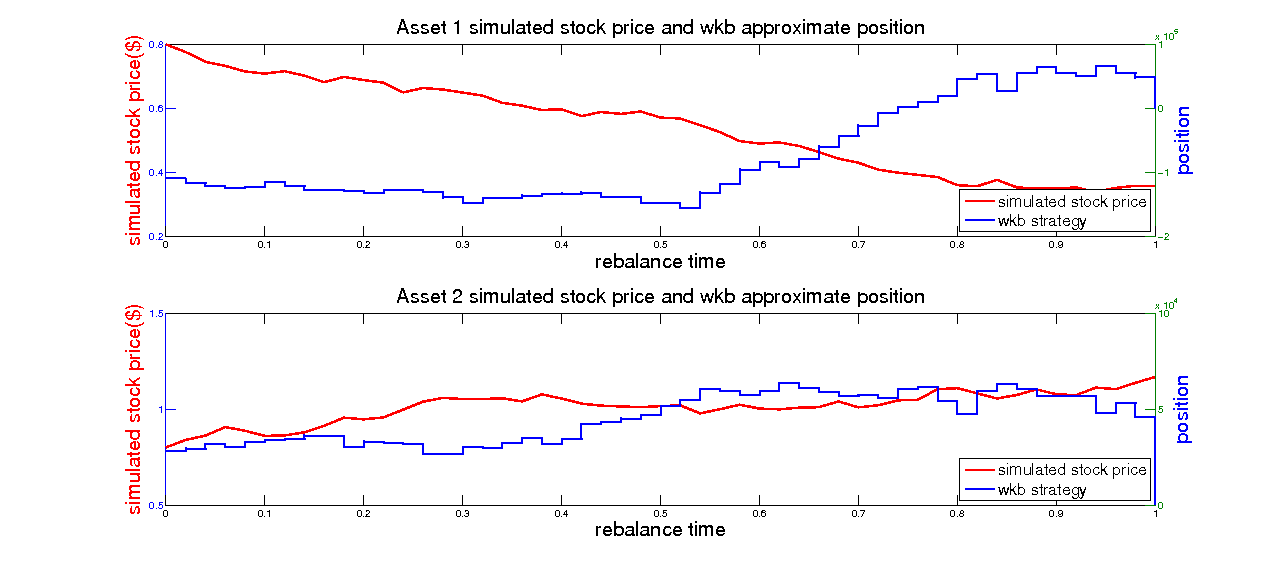 Asset 1 simulated stock price and wkb approximate position
x 10^5
simulated stock price($)
0.8
0.6
0.4
0.2
1
0
-1
-2
position
simulated stock price
wkb strategy
0 0.1 0.2 0.3 0.4 0.5 0.6 0.7 0.8 0.9 1
rebalance time
Asset 2 simulated stock price and wkb approximate position
x 10^4
simulated stock price($)
1.5
1
0.5
10
5
0
position
simulated stock price
wkb strategy
0 0.1 0.2 0.3 0.4 0.5 0.6 0.7 0.8 0.9 1
rebalance time